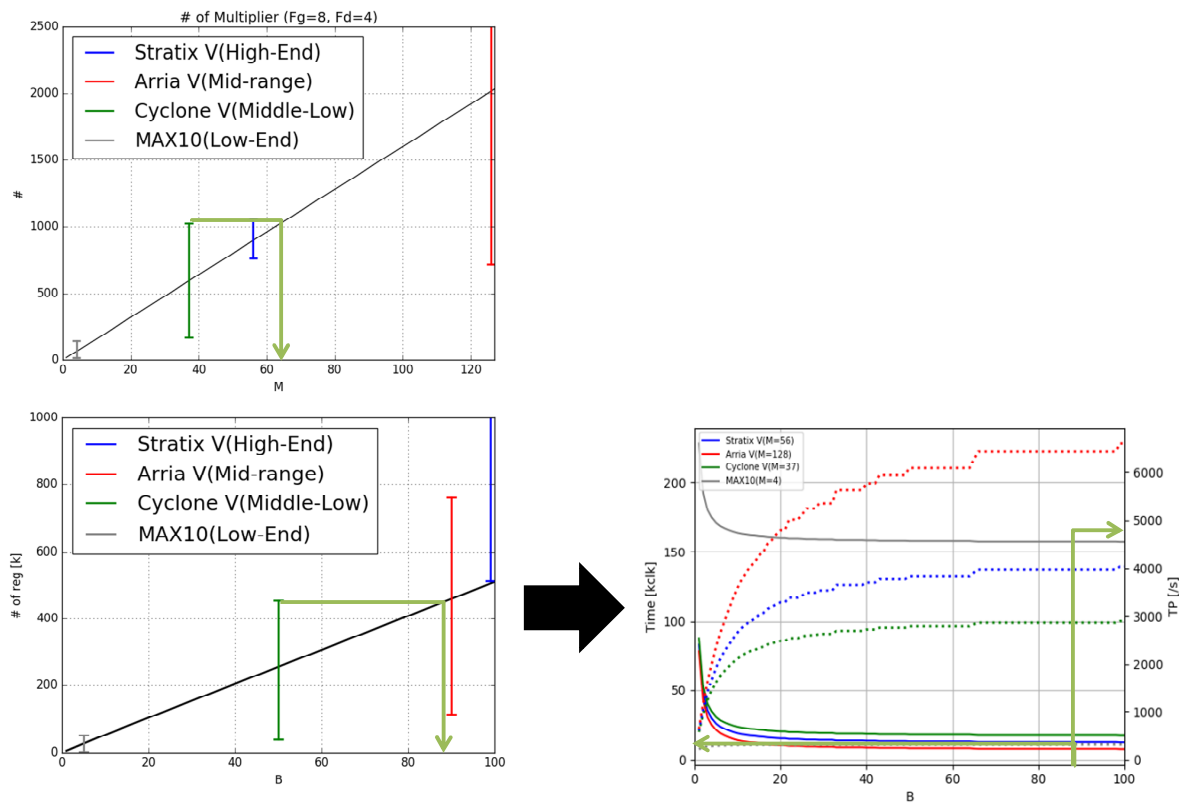 # of Multiplier (Fg=8, Fd=4)
2500
2000
1500
1000
500
0
#
Stratix V(High-End)
Arria V(Mid-range)
Cyclone V(Middle-Low)
MAX10(Low-End)
0 20 40 60 80 100 120
M
1000
800
600
400
200
0
# of reg [k]
Stratix V(High-End)
Arria V(Mid-range)
Cyclone V(Middle-Low)
MAX10(Low-End)
0 20 40 60 80 100
B
200
150
100
50
0
Time [kclk]
Stratix V(M=56)
Arria V(M=128)
Cyclone V(M=37)
MAX10(M=4)
6000
5000
4000
3000
2000
1000
0
TP [/s]
0 20 40 60 80 100
B